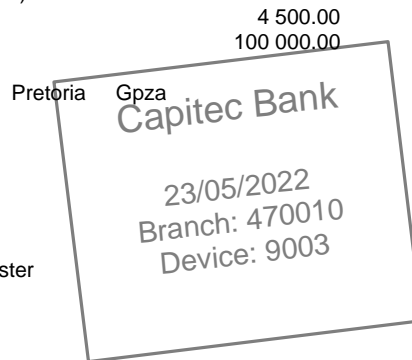 4 500.00
100 000.00
Pretoria Gpza
Capitec Bank
23/05/2022
Branch: 470010
Device: 9003
ster